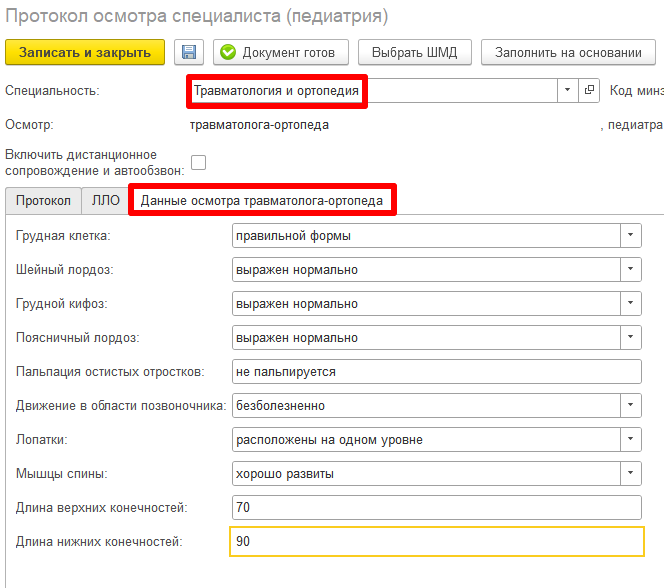 Протокол осмотра специалиста (педиатрия)
Записать и закрыть Документ готов Выбрать ШМД Заполнить на основании
Специальность: Травматология и ортопедия Код минз
Осмотр: травматолога-ортопеда , педиатра
Включить дистанционное
сопровождение и автообзвон:
Протокол ЛЛО Данные осмотра травматолога-ортопеда
Грудная клетка: правильной формы
Шейный лордоз: выражен нормально
Грудной кифоз: выражен нормально
Поясничный лордоз: выражен нормально
Пальпация остистых отростков: не пальпируется
Движение в области позвоночника: безболезненно
Лопатки: расположены на одном уровне
Мышцы спины: хорошо развиты
Длина верхних конечностей: 70
Длина нижних конечностей: 90